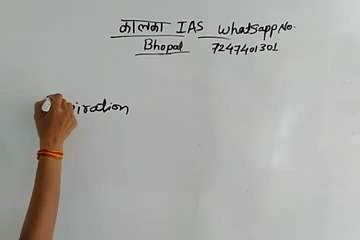 कालका IAS Whatsapp No.
Bhopal 7247401301
iration